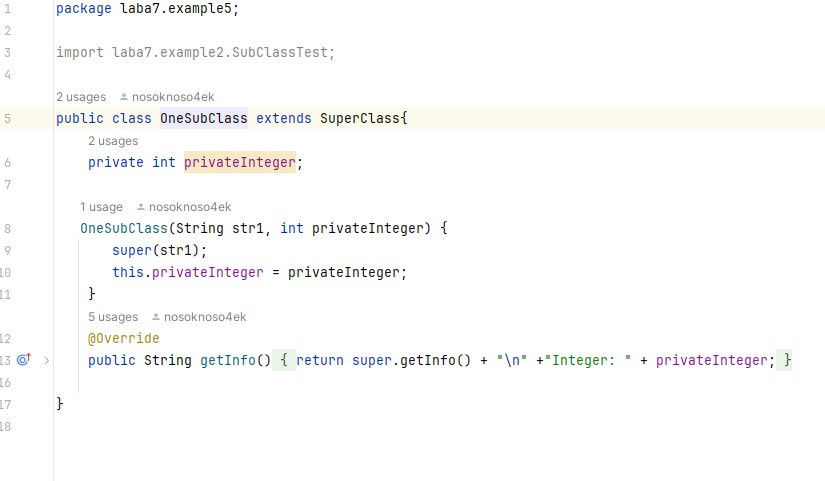 1 package laba7.example5;
2
3 import laba7.example2.SubClassTest;
4
2 usages nosoknoso4ek
5 public class OneSubClass extends SuperClass{
2 usages
6 private int privateInteger;
7
1 usage nosoknoso4ek
8 OneSubClass(String str1, int privateInteger) {
9 super(str1);
10 this.privateInteger = privateInteger;
11 }
5 usages nosoknoso4ek
12 @Override
13 public String getInfo() { return super.getInfo() + "\n" +"Integer: " + privateInteger; }
16
17 }
18